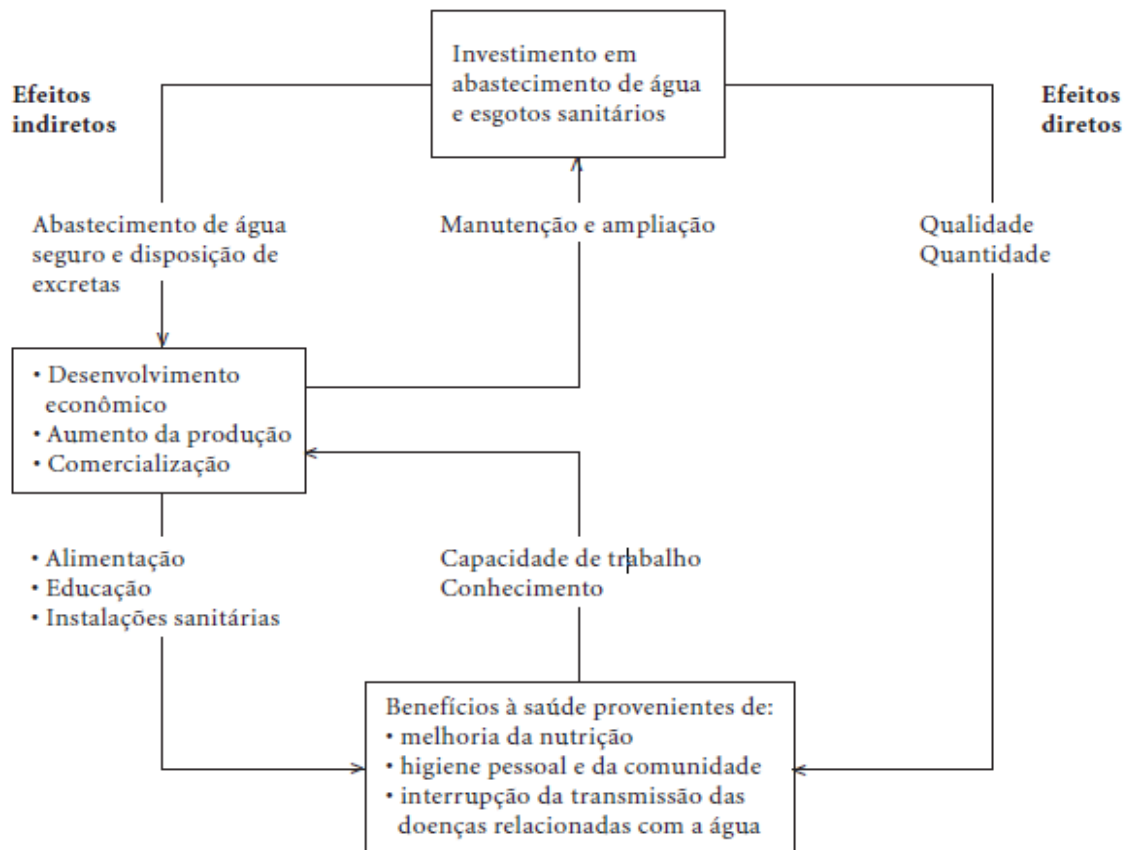 Investimento em
abastecimento de água
e esgotos sanitários
Efeitos
indiretos
Efeitos
diretos
Abastecimento de água
seguro e disposição de
excretas
Manutenção e ampliação
Qualidade
Quantidade
• Desenvolvimento
econômico
• Aumento da produção
• Comercialização
• Alimentação
• Educação
• Instalações sanitárias
Capacidade de trabalho
Conhecimento
Benefícios à saúde provenientes de:
• melhoria da nutrição
• higiene pessoal e da comunidade
• interrupção da transmissão das
doenças relacionadas com a água